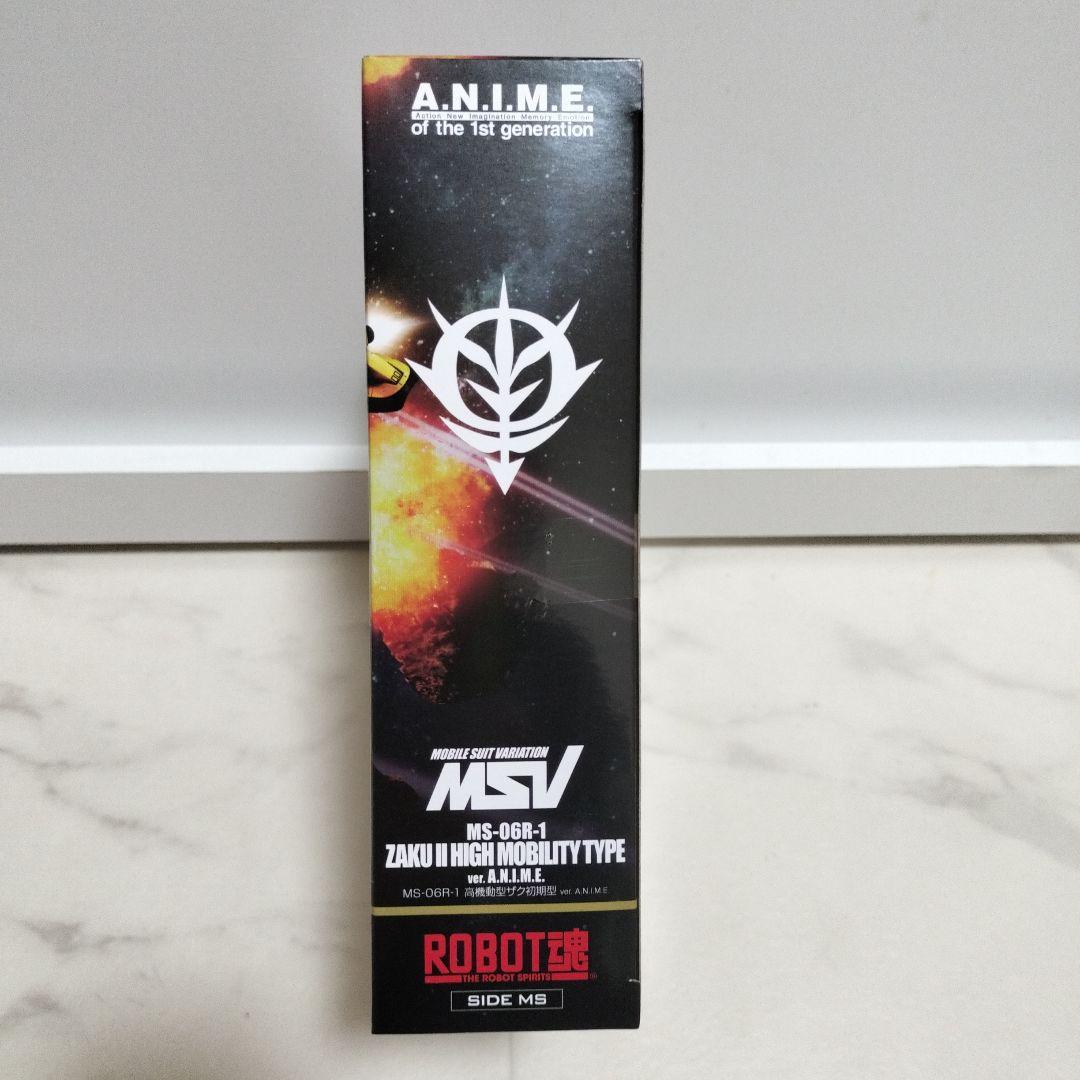 A.N.I.M.E.
Action New Imagination Memory Emotion
of the 1st generation
MOBILE SUIT VARIATION
MSV
MS-06R-1
ZAKU II HIGH MOBILITY TYPE
ver. A.N.I.M.E.
MS-06R-1 高機動型ザク初期型 ver. A.N.I.M.E.
ROBOT魂
THE ROBOT SPIRITS
SIDE MS